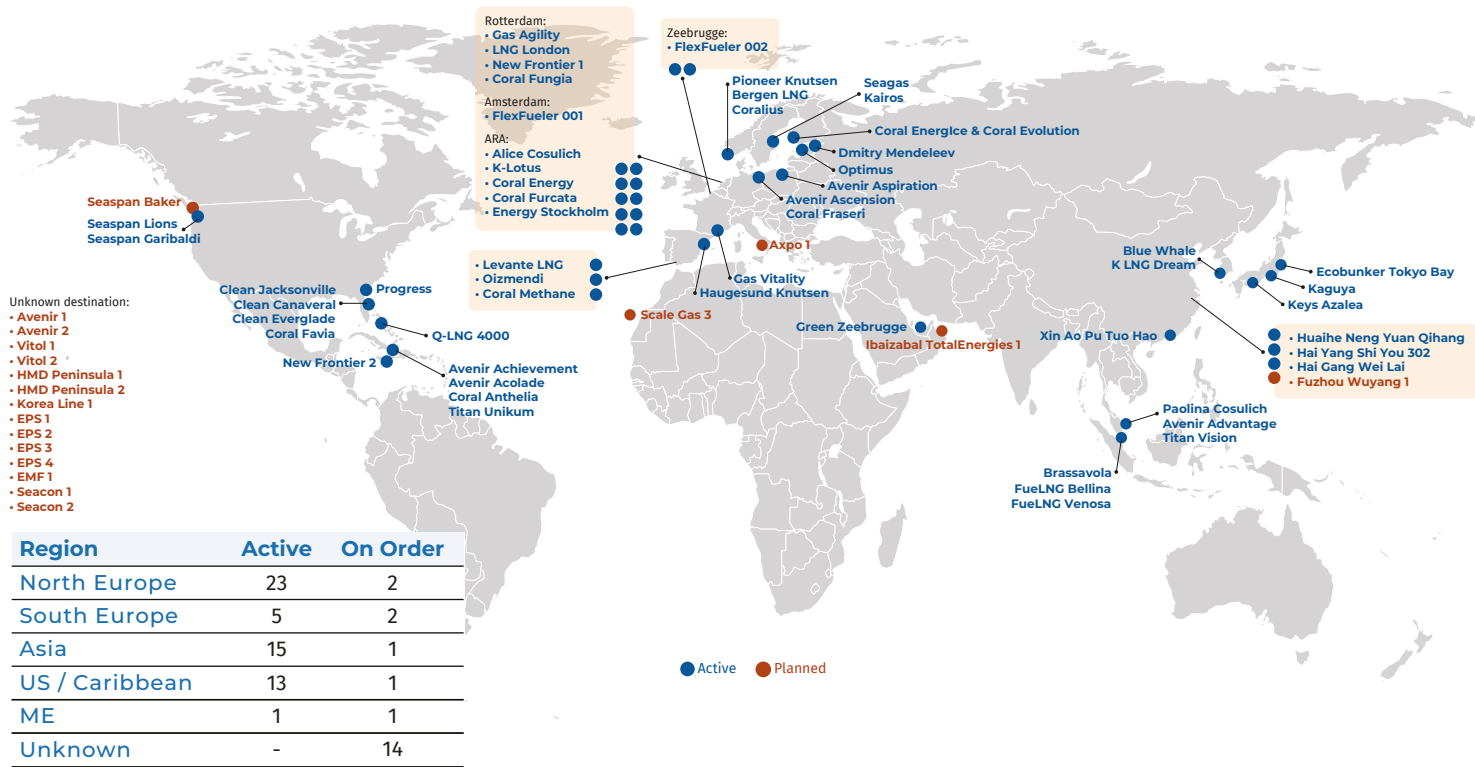 Rotterdam:
• Gas Agility
• LNG London
• New Frontier 1
• Coral Fungia
Amsterdam:
• FlexFueler 001
ARA:
• Alice Cosulich
• K-Lotus
• Coral Energy
• Coral Furcata
• Energy Stockholm
Zeebrugge:
• FlexFueler 002
Pioneer Knutsen
Bergen LNG
Coralius
Seagas
Kairos
Coral EnergIce & Coral Evolution
Dmitry Mendeleev
Optimus
Avenir Aspiration
Avenir Ascension
Coral Fraseri
Seaspan Baker
Seaspan Lions
Seaspan Garibaldi
Axpo 1
• Levante LNG
• Oizmendi
• Coral Methane
Gas Vitality
Haugesund Knutsen
Blue Whale
K LNG Dream
Ecobunker Tokyo Bay
Kaguya
Keys Azalea
Clean Jacksonville
Clean Canaveral
Clean Everglade
Coral Favia
Progress
Q-LNG 4000
New Frontier 2
Avenir Achievement
Avenir Acolade
Coral Anthelia
Titan Unikum
Scale Gas 3
Green Zeebrugge
Ibaizabal TotalEnergies 1
Xin Ao Pu Tuo Hao
• Huaihe Neng Yuan Qihang
• Hai Yang Shi You 302
• Hai Gang Wei Lai
• Fuzhou Wuyang 1
Paolina Cosulich
Avenir Advantage
Titan Vision
Brassavola
FueLNG Bellina
FueLNG Venosa
Unknown destination:
• Avenir 1
• Avenir 2
• Vitol 1
• Vitol 2
• HMD Peninsula 1
• HMD Peninsula 2
• Korea Line 1
• EPS 1
• EPS 2
• EPS 3
• EPS 4
• EMF 1
• Seacon 1
• Seacon 2
Region Active On Order
North Europe 23 2
South Europe 5 2
Asia 15 1
US / Caribbean 13 1
ME 1 1
Unknown - 14
Active Planned